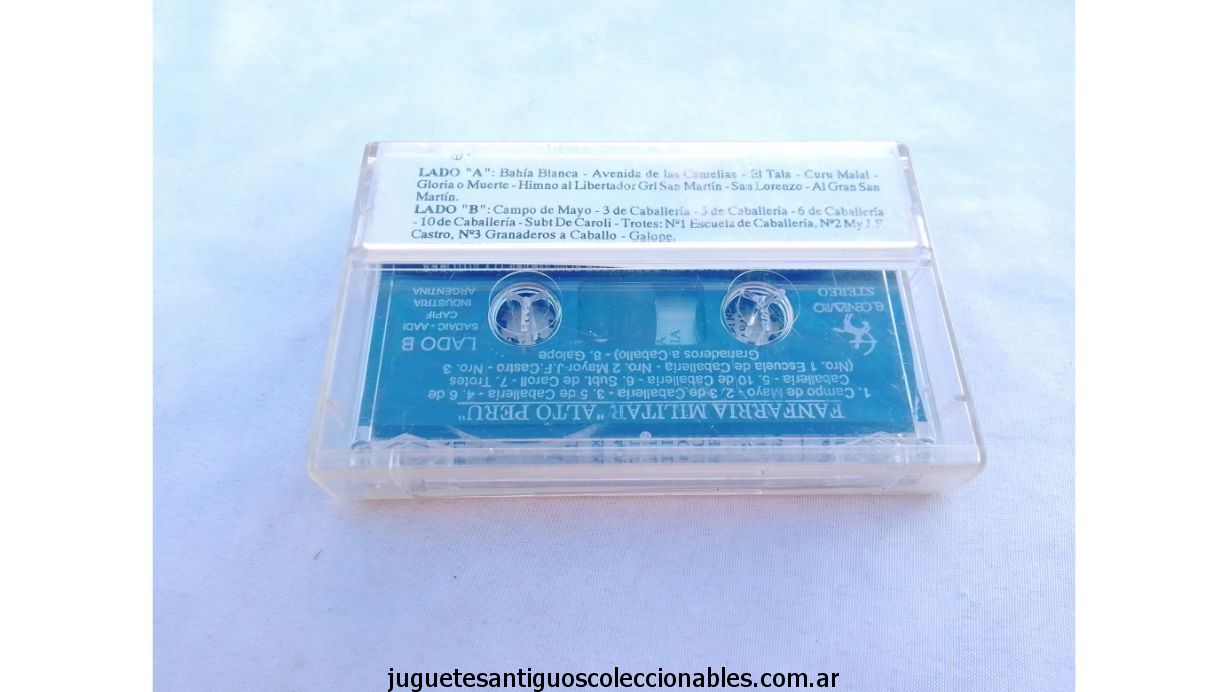 LADO "A": Bahía Blanca - Avenida de las Camelias - El Tala - Curu Malal -
Gloria o Muerte - Himno al Libertador Grl San Martín - San Lorenzo - Al Gran San
Martín.
LADO "B": Campo de Mayo - 3 de Caballería - 5 de Caballería - 6 de Caballería
- 10 de Caballería - Subt De Caroli - Trotes: Nº1 Escuela de Caballería, Nº2 My J.F.
Castro, Nº3 Granaderos a Caballo - Galope.
FANFARRIA MILITAR "ALTO PERU"
1. Campo de Mayo - 2. 3 de Caballería - 3. 5 de Caballería - 4. 6 de
Caballería - 5. 10 de Caballería - 6. Subt. de Caroli - 7. Trotes
(Nro. 1 Escuela de Caballería - Nro. 2 Mayor J.F. Castro - Nro. 3
Granaderos a Caballo) - 8. Galope
LADO B
SADAIC - AADI
CAPIF
INDUSTRIA
ARGENTINA
EL CENTAURO
STEREO
juguetesantiguoscoleccionables.com.ar